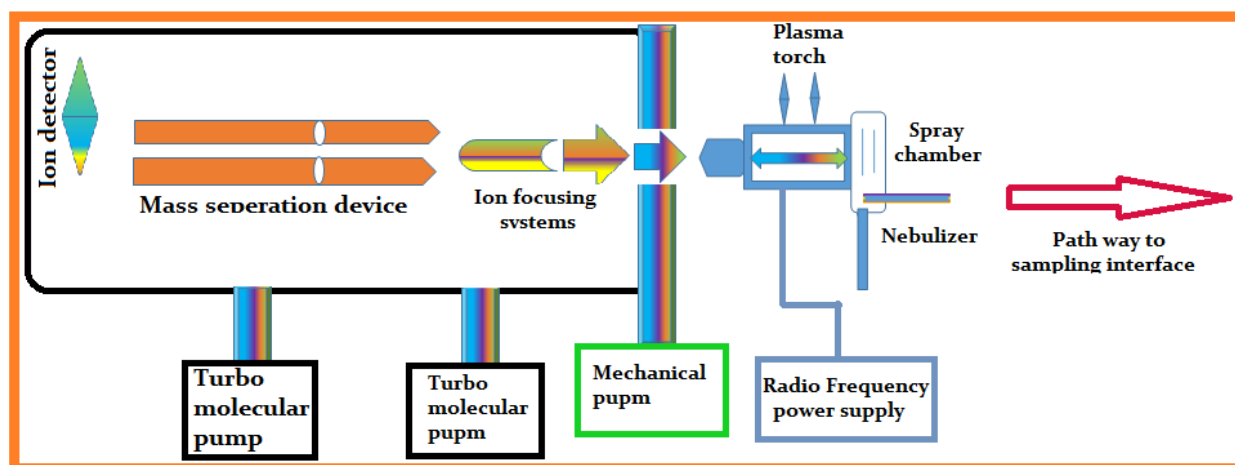 Ion detector
Mass seperation device
Ion focusing
systems
Plasma
torch
Spray
chamber
Nebulizer
Path way to
sampling interface
Turbo
molecular
pump
Turbo
molecular
pupm
Mechanical
pupm
Radio Frequency
power supply